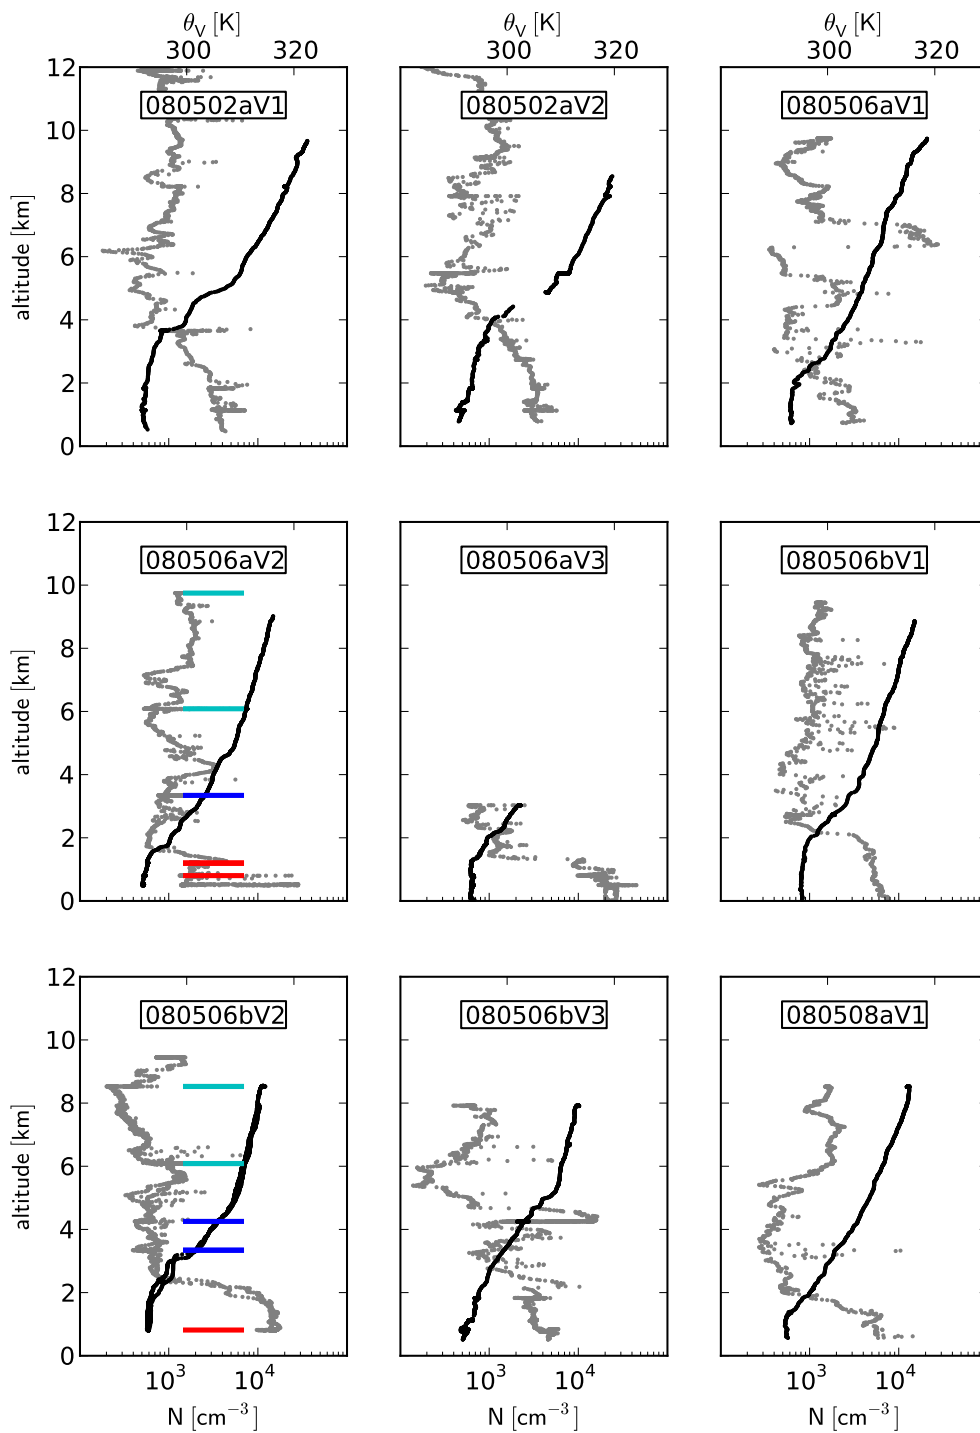 θV [K] θV [K] θV [K]
300 320 300 320 300 320
12
080502aV1 080502aV2 080506aV1
10
8
6
4
2
0
altitude [km]
12
080506aV2 080506aV3 080506bV1
10
8
6
4
2
0
altitude [km]
12
080506bV2 080506bV3 080508aV1
10
8
6
4
2
0
altitude [km]
10³ 10⁴ 10³ 10⁴ 10³ 10⁴
N [cm⁻³] N [cm⁻³] N [cm⁻³]